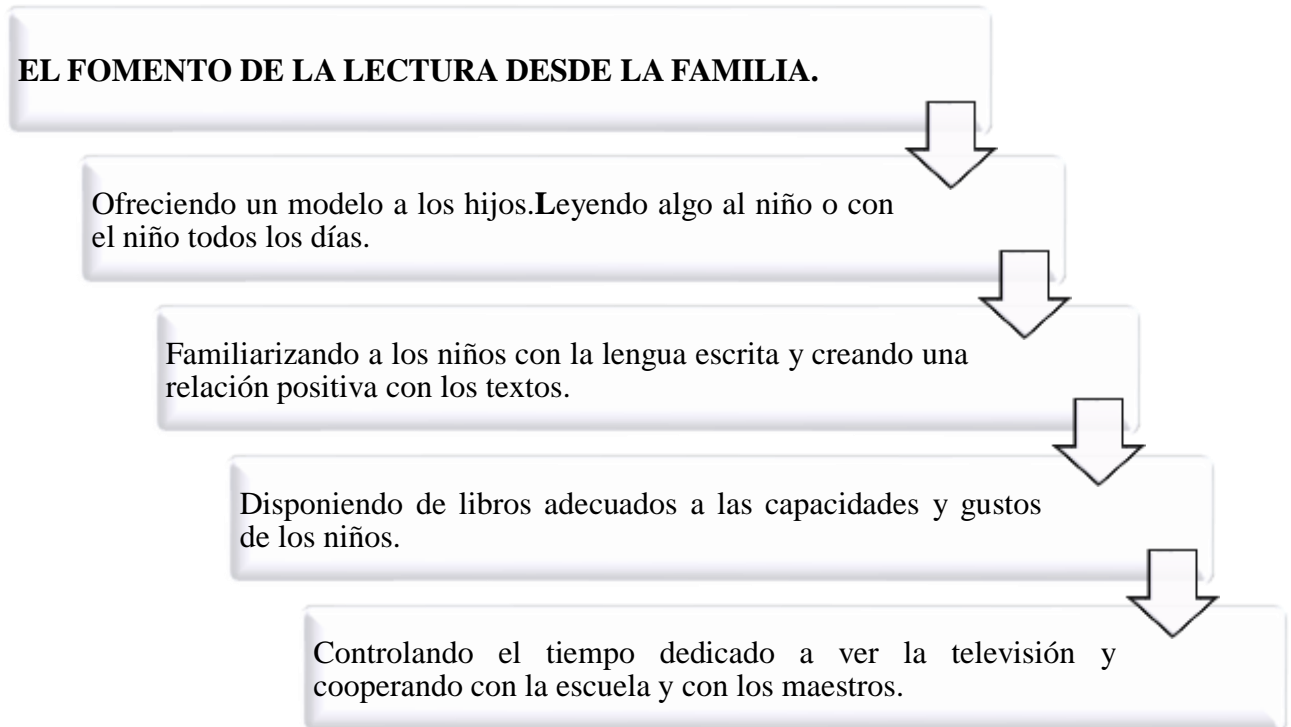 EL FOMENTO DE LA LECTURA DESDE LA FAMILIA.
Ofreciendo un modelo a los hijos.Leyendo algo al niño o con
el niño todos los días.
Familiarizando a los niños con la lengua escrita y creando una
relación positiva con los textos.
Disponiendo de libros adecuados a las capacidades y gustos
de los niños.
Controlando el tiempo dedicado a ver la televisión y
cooperando con la escuela y con los maestros.